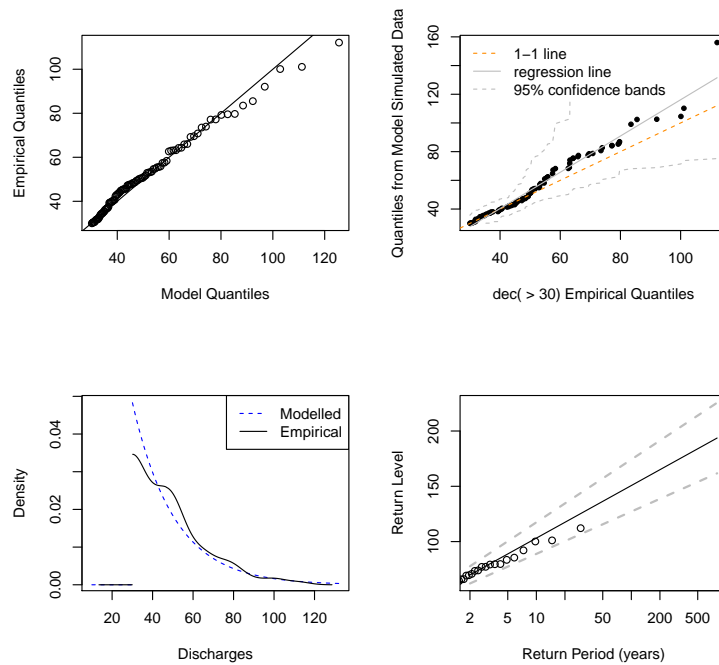 Empirical Quantiles
40 60 80 100
40 60 80 100 120
Model Quantiles
Quantiles from Model Simulated Data
40 80 120 160
1−1 line
regression line
95% confidence bands
40 60 80 100
dec( > 30) Empirical Quantiles
Density
0.00 0.02 0.04
Modelled
Empirical
20 40 60 80 100 120
Discharges
Return Level
100 150 200
2 5 10 50 200 500
Return Period (years)